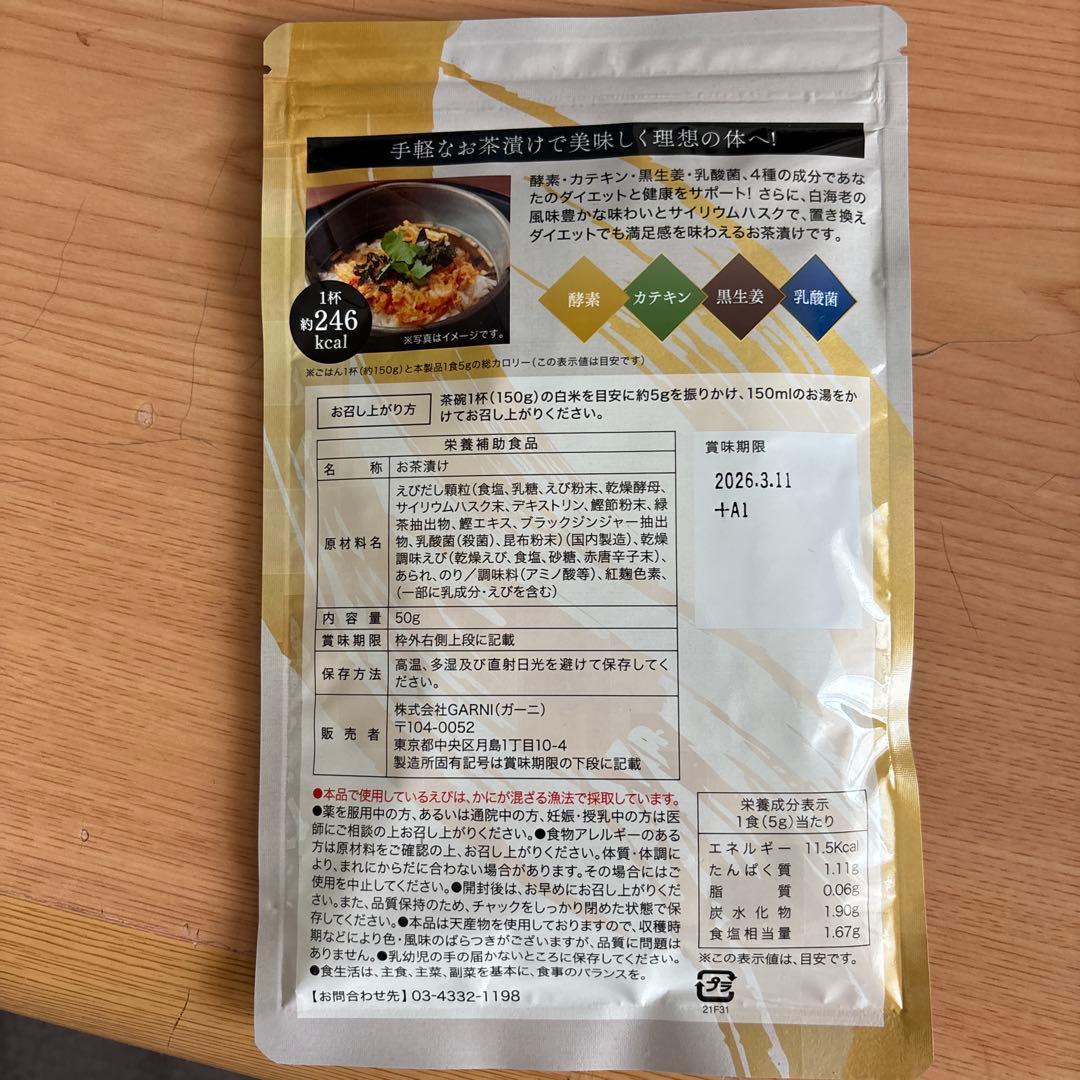 手軽なお茶漬けで美味しく理想の体へ!
酵素・カテキン・黒生姜・乳酸菌、4種の成分であな
たのダイエットと健康をサポート! さらに、白海老の
風味豊かな味わいとサイリウムハスクで、置き換え
ダイエットでも満足感を味わえるお茶漬けです。
1杯
約246
kcal
※写真はイメージです。
酵素
カテキン
黒生姜
乳酸菌
※ごはん1杯(約150g)と本製品1食5gの総カロリー(この表示値は目安です)
お召し上がり方
茶碗1杯(150g)の白米を目安に約5gを振りかけ、150mlのお湯をか
けてお召し上がりください。
栄養補助食品
名 称 お茶漬け
原材料名
えびだし顆粒(食塩、乳糖、えび粉末、乾燥酵母、
サイリウムハスク末、デキストリン、鰹節粉末、緑
茶抽出物、鰹エキス、ブラックジンジャー抽出
物、乳酸菌(殺菌)、昆布粉末)(国内製造)、乾燥
調味えび(乾燥えび、食塩、砂糖、赤唐辛子末)、
あられ、のり/調味料(アミノ酸等)、紅麹色素、
(一部に乳成分・えびを含む)
内容量 50g
賞味期限 枠外右側上段に記載
保存方法
高温、多湿及び直射日光を避けて保存してく
ださい。
販売者
株式会社GARNI(ガーニ)
〒104-0052
東京都中央区月島1丁目10-4
製造所固有記号は賞味期限の下段に記載
賞味期限
2026.3.11
+A1
●本品で使用しているえびは、かにが混ざる漁法で採取しています。
●薬を服用中の方、あるいは通院中の方、妊娠・授乳中の方は医
師にご相談の上お召し上がりください。●食物アレルギーのある
方は原材料をご確認の上、お召し上がりください。体質・体調に
より、まれにからだに合わない場合があります。その場合にはご
使用を中止してください。●開封後は、お早めにお召し上がりくだ
さい。また、品質保持のため、チャックをしっかり閉めた状態で保
存してください。●本品は天産物を使用しておりますので、収穫時
期などにより色・風味のばらつきがございますが、品質に問題は
ありません。●乳幼児の手の届かないところに保存してください。
●食生活は、主食、主菜、副菜を基本に、食事のバランスを。
【お問合わせ先】03-4332-1198
栄養成分表示
1食(5g)当たり
エネルギー 11.5Kcal
たんぱく質 1.11g
脂質 0.06g
炭水化物 1.90g
食塩相当量 1.67g
※この表示値は、目安です。
プラ
21F31